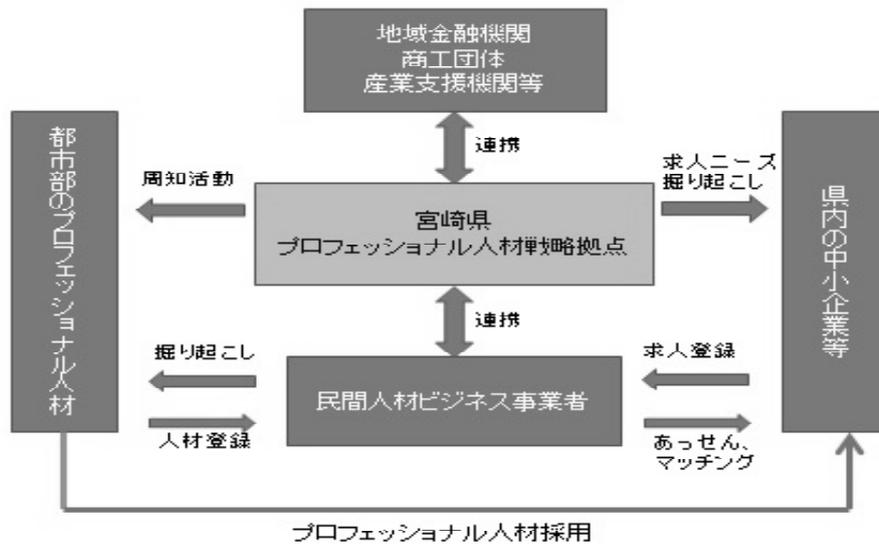 地域金融機関
商工団体
産業支援機関等
連携
都市部のプロフェッショナル人材
周知活動
宮崎県
プロフェッショナル人材戦略拠点
求人ニーズ
掘り起こし
県内の中小企業等
連携
掘り起こし
人材登録
民間人材ビジネス事業者
求人登録
あっせん、
マッチング
プロフェッショナル人材採用